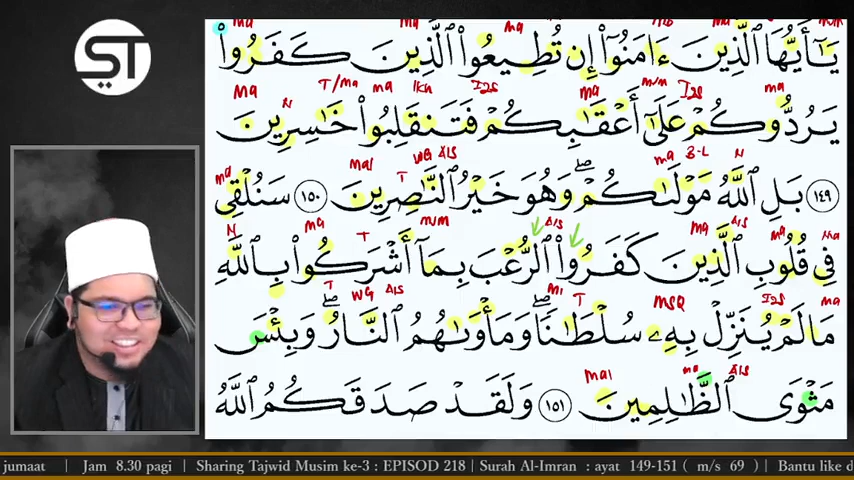 ST
يَٰٓأَيُّهَا ٱلَّذِينَ ءَامَنُوٓا۟ إِن تُطِيعُوا۟ ٱلَّذِينَ كَفَرُوا۟
يَرُدُّوكُمْ عَلَىٰٓ أَعْقَٰبِكُمْ فَتَنقَلِبُوا۟ خَٰسِرِينَ
١٤٩ بَلِ ٱللَّهُ مَوْلَىٰكُمْ ۖ وَهُوَ خَيْرُ ٱلنَّٰصِرِينَ ١٥٠ سَنُلْقِى
فِى قُلُوبِ ٱلَّذِينَ كَفَرُوا۟ ٱلرُّعْبَ بِمَآ أَشْرَكُوا۟ بِٱللَّهِ
مَا لَمْ يُنَزِّلْ بِهِۦ سُلْطَٰنًا ۖ وَمَأْوَىٰهُمُ ٱلنَّارُ ۖ وَبِئْسَ
مَثْوَى ٱلظَّٰلِمِينَ ١٥١ وَلَقَدْ صَدَقَكُمُ ٱللَّهُ
jumaat | Jam 8.30 pagi | Sharing Tajwid Musim ke-3 : EPISOD 218 | Surah Al-Imran : ayat 149-151 ( m/s 69 ) | Bantu like d